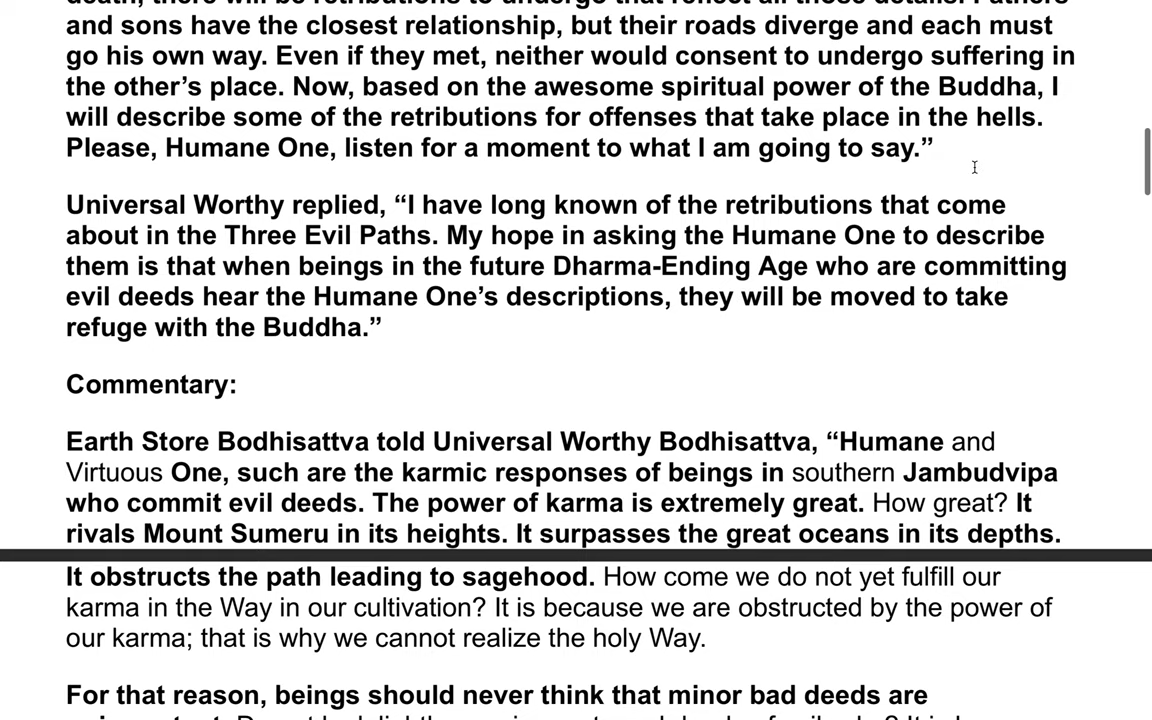 and sons have the closest relationship, but their roads diverge and each must
go his own way. Even if they met, neither would consent to undergo suffering in
the other’s place. Now, based on the awesome spiritual power of the Buddha, I
will describe some of the retributions for offenses that take place in the hells.
Please, Humane One, listen for a moment to what I am going to say.”
Universal Worthy replied, “I have long known of the retributions that come
about in the Three Evil Paths. My hope in asking the Humane One to describe
them is that when beings in the future Dharma-Ending Age who are committing
evil deeds hear the Humane One’s descriptions, they will be moved to take
refuge with the Buddha.”
Commentary:
Earth Store Bodhisattva told Universal Worthy Bodhisattva, “Humane and
Virtuous One, such are the karmic responses of beings in southern Jambudvipa
who commit evil deeds. The power of karma is extremely great. How great? It
rivals Mount Sumeru in its heights. It surpasses the great oceans in its depths.
It obstructs the path leading to sagehood. How come we do not yet fulfill our
karma in the Way in our cultivation? It is because we are obstructed by the power of
our karma; that is why we cannot realize the holy Way.
For that reason, beings should never think that minor bad deeds are